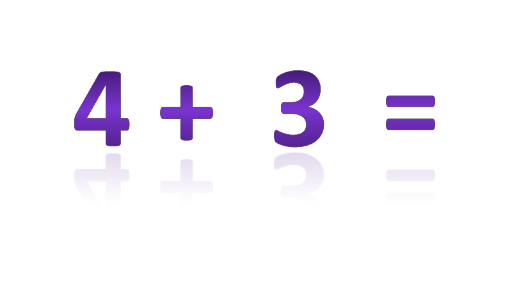 4 + 3 =